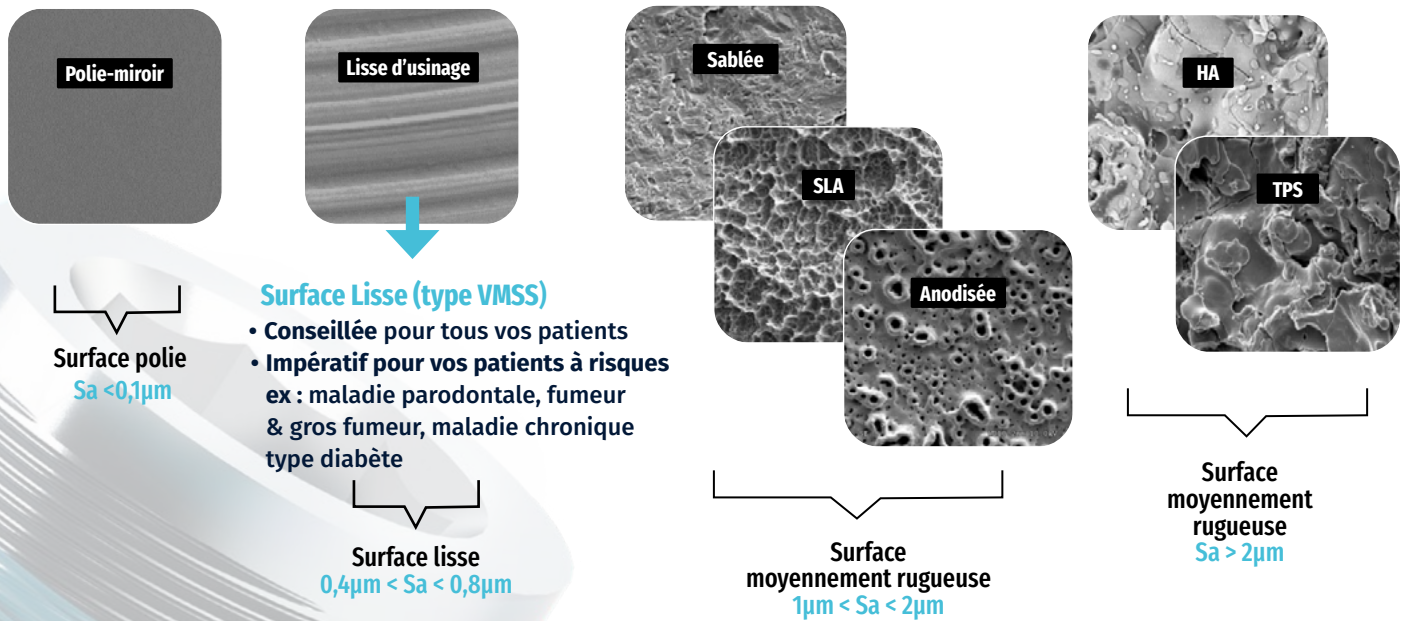 Polie-miroir
Surface polie
Sa <0,1µm
Lisse d’usinage
Surface Lisse (type VMSS)
• Conseillée pour tous vos patients
• Impératif pour vos patients à risques
ex : maladie parodontale, fumeur
& gros fumeur, maladie chronique
type diabète
Surface lisse
0,4µm < Sa < 0,8µm
Sablée
SLA
Anodisée
Surface
moyennement rugueuse
1µm < Sa < 2µm
HA
TPS
Surface
moyennement
rugueuse
Sa > 2µm